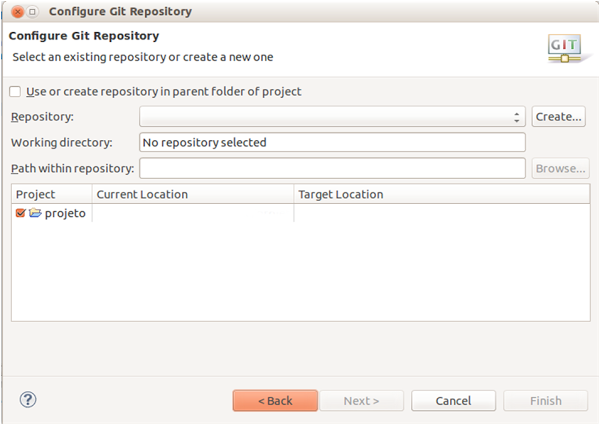 Configure Git Repository
Configure Git Repository
Select an existing repository or create a new one
GIT
Use or create repository in parent folder of project
Repository: Create...
Working directory: No repository selected
Path within repository: Browse...
Project Current Location Target Location
projeto
? < Back Next > Cancel Finish